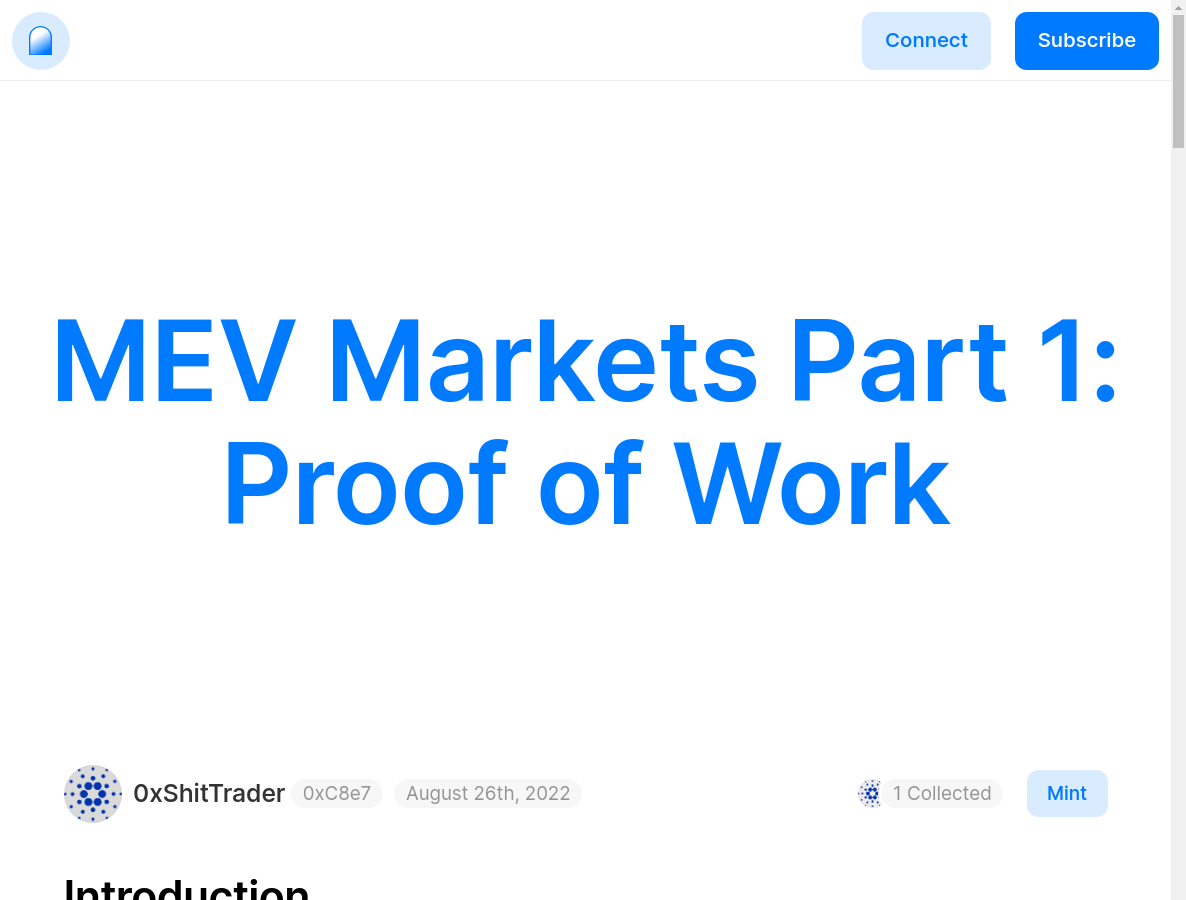 Connect
Subscribe
MEV Markets Part 1:
Proof of Work
0xShitTrader
0xC8e7
August 26th, 2022
1 Collected
Mint
Introduction